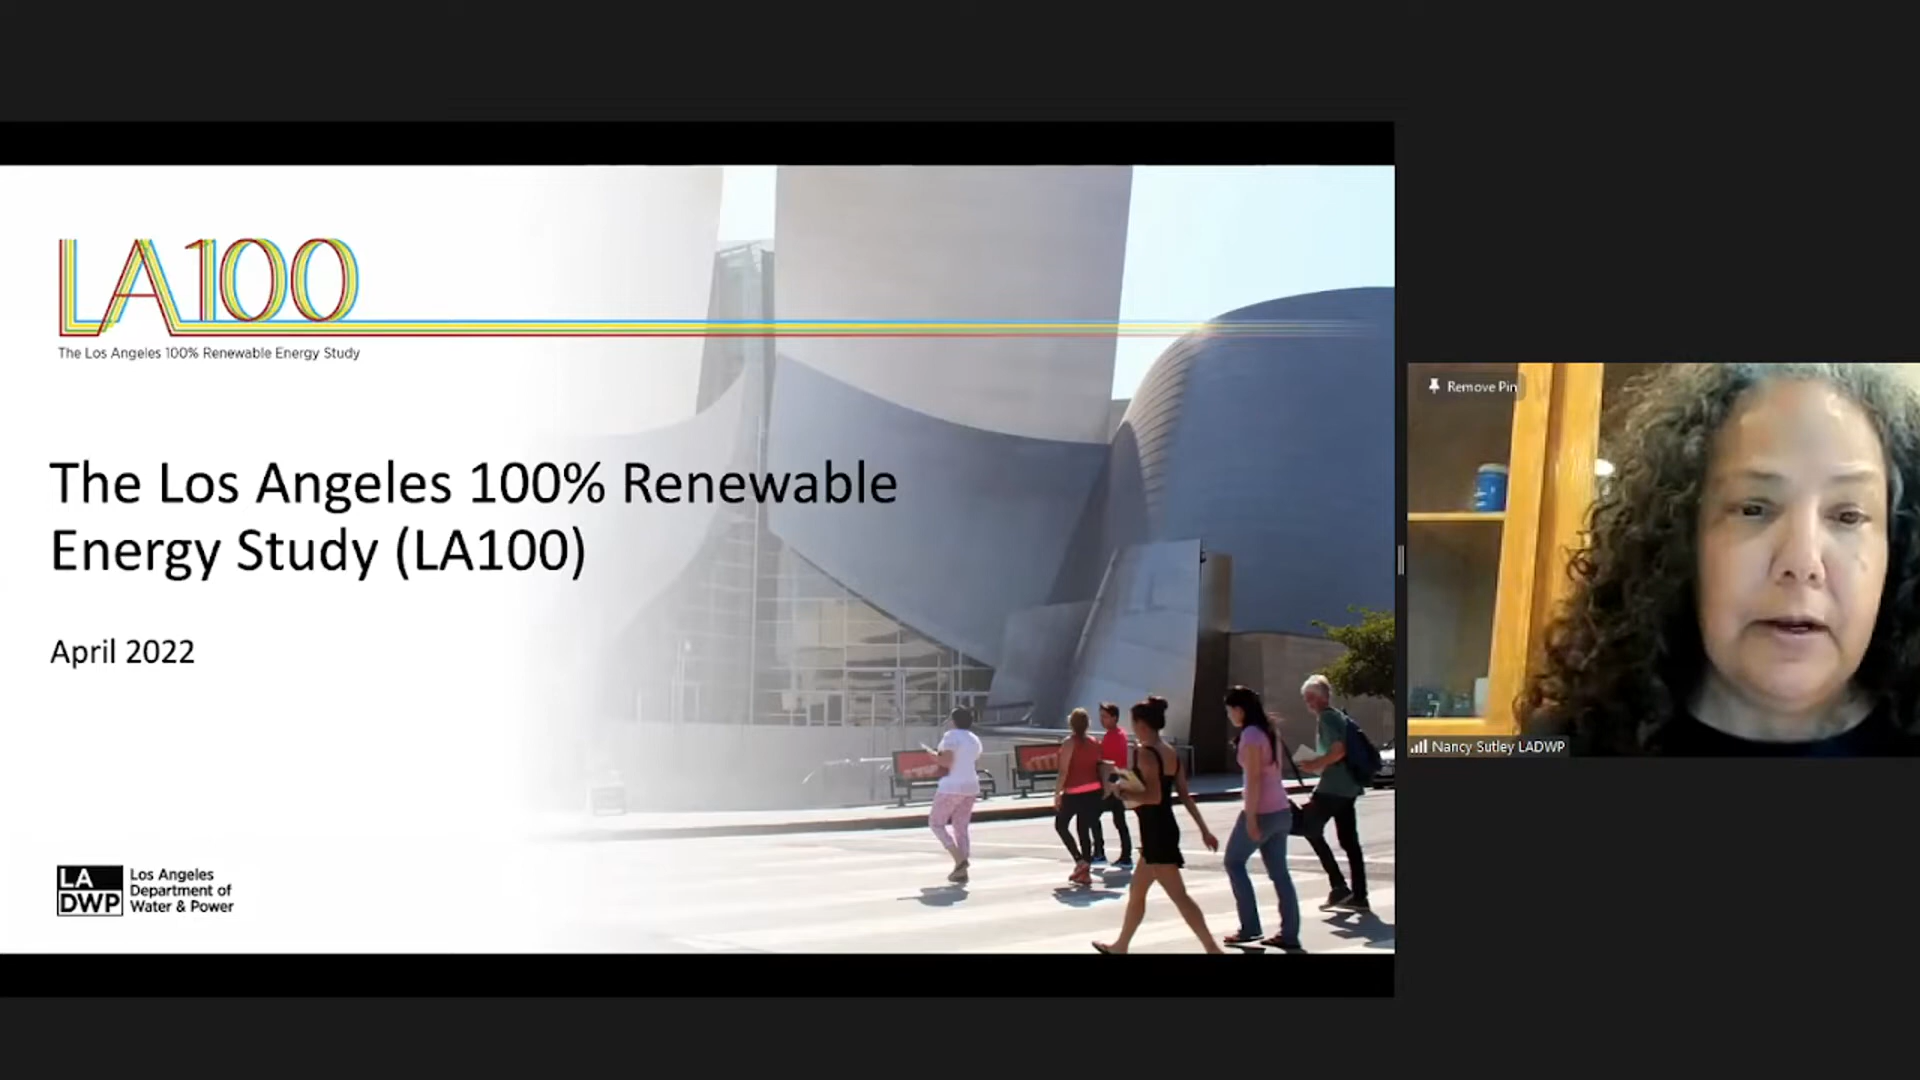 LA100
The Los Angeles 100% Renewable Energy Study
The Los Angeles 100% Renewable
Energy Study (LA100)
April 2022
LA
DWP
Los Angeles
Department of
Water & Power
Remove Pin
Nancy Sutley LADWP